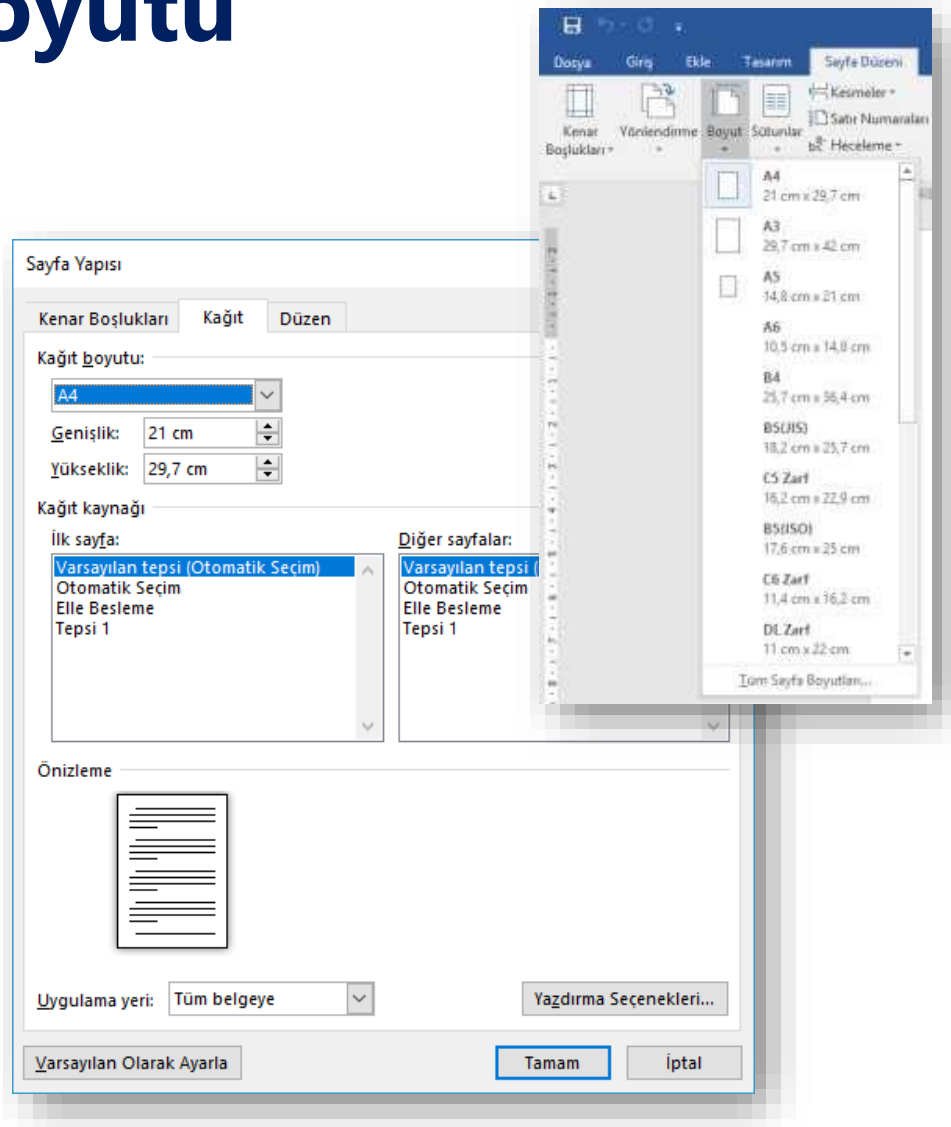 oyutu
Dosya Giriş Ekle Tasarım Sayfa Düzeni
Kenar Boşlukları Yönlendirme Boyut Sütunlar
Kesmeler
Satır Numaraları
Heceleme
A4
21 cm x 29,7 cm
A3
29,7 cm x 42 cm
A5
14,8 cm x 21 cm
A6
10,5 cm x 14,8 cm
B4
25,7 cm x 36,4 cm
B5(JIS)
18,2 cm x 25,7 cm
C5 Zarf
16,2 cm x 22,9 cm
B5(ISO)
17,6 cm x 25 cm
C6 Zarf
11,4 cm x 16,2 cm
DL Zarf
11 cm x 22 cm
Tüm Sayfa Boyutları...
Sayfa Yapısı
Kenar Boşlukları Kağıt Düzen
Kağıt boyutu:
A4
Genişlik: 21 cm
Yükseklik: 29,7 cm
Kağıt kaynağı
İlk sayfa:
Varsayılan tepsi (Otomatik Seçim)
Otomatik Seçim
Elle Besleme
Tepsi 1
Diğer sayfalar:
Varsayılan tepsi (
Otomatik Seçim
Elle Besleme
Tepsi 1
Önizleme
Uygulama yeri: Tüm belgeye
Yazdırma Seçenekleri...
Varsayılan Olarak Ayarla Tamam İptal